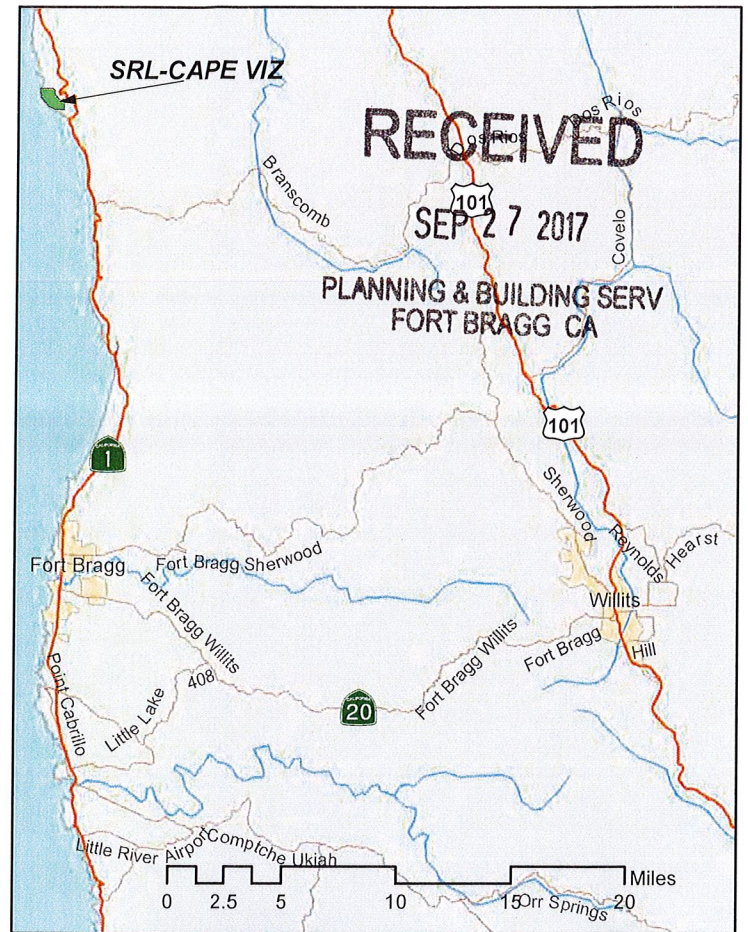 SRL-CAPE VIZ
RECEIVED
Dos Rios
Dos Rios
Branscomb
101
SEP 27 2017
Covelo
PLANNING & BUILDING SERV
FORT BRAGG CA
101
CALIFORNIA
1
Sherwood
Reynolds
Hearst
Fort Bragg
Fort Bragg Sherwood
Fort Bragg Willits
Willits
Fort Bragg Willits
Fort Bragg
Hill
Point Cabrillo
408
Little Lake
CALIFORNIA
20
Little River Airport
Comptche Ukiah
Miles
0 2.5 5 10 15 20
Orr Springs